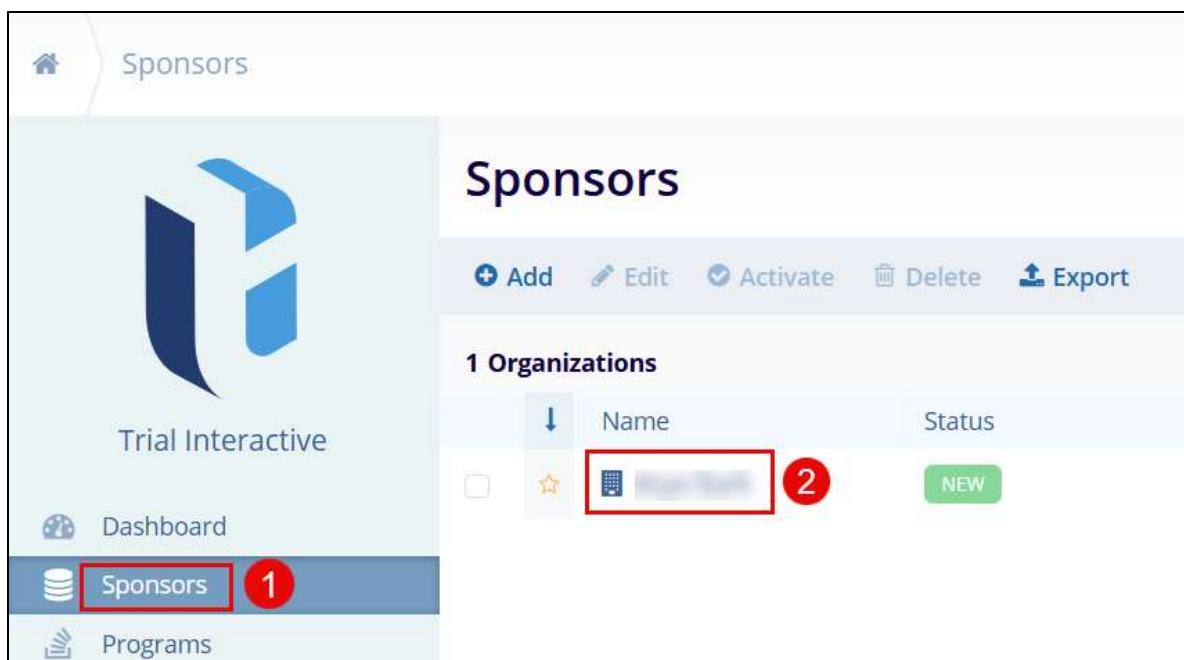 Sponsors
Sponsors
Add Edit Activate Delete Export
1 Organizations
Name Status
2
NEW
Trial Interactive
Dashboard
Sponsors 1
Programs